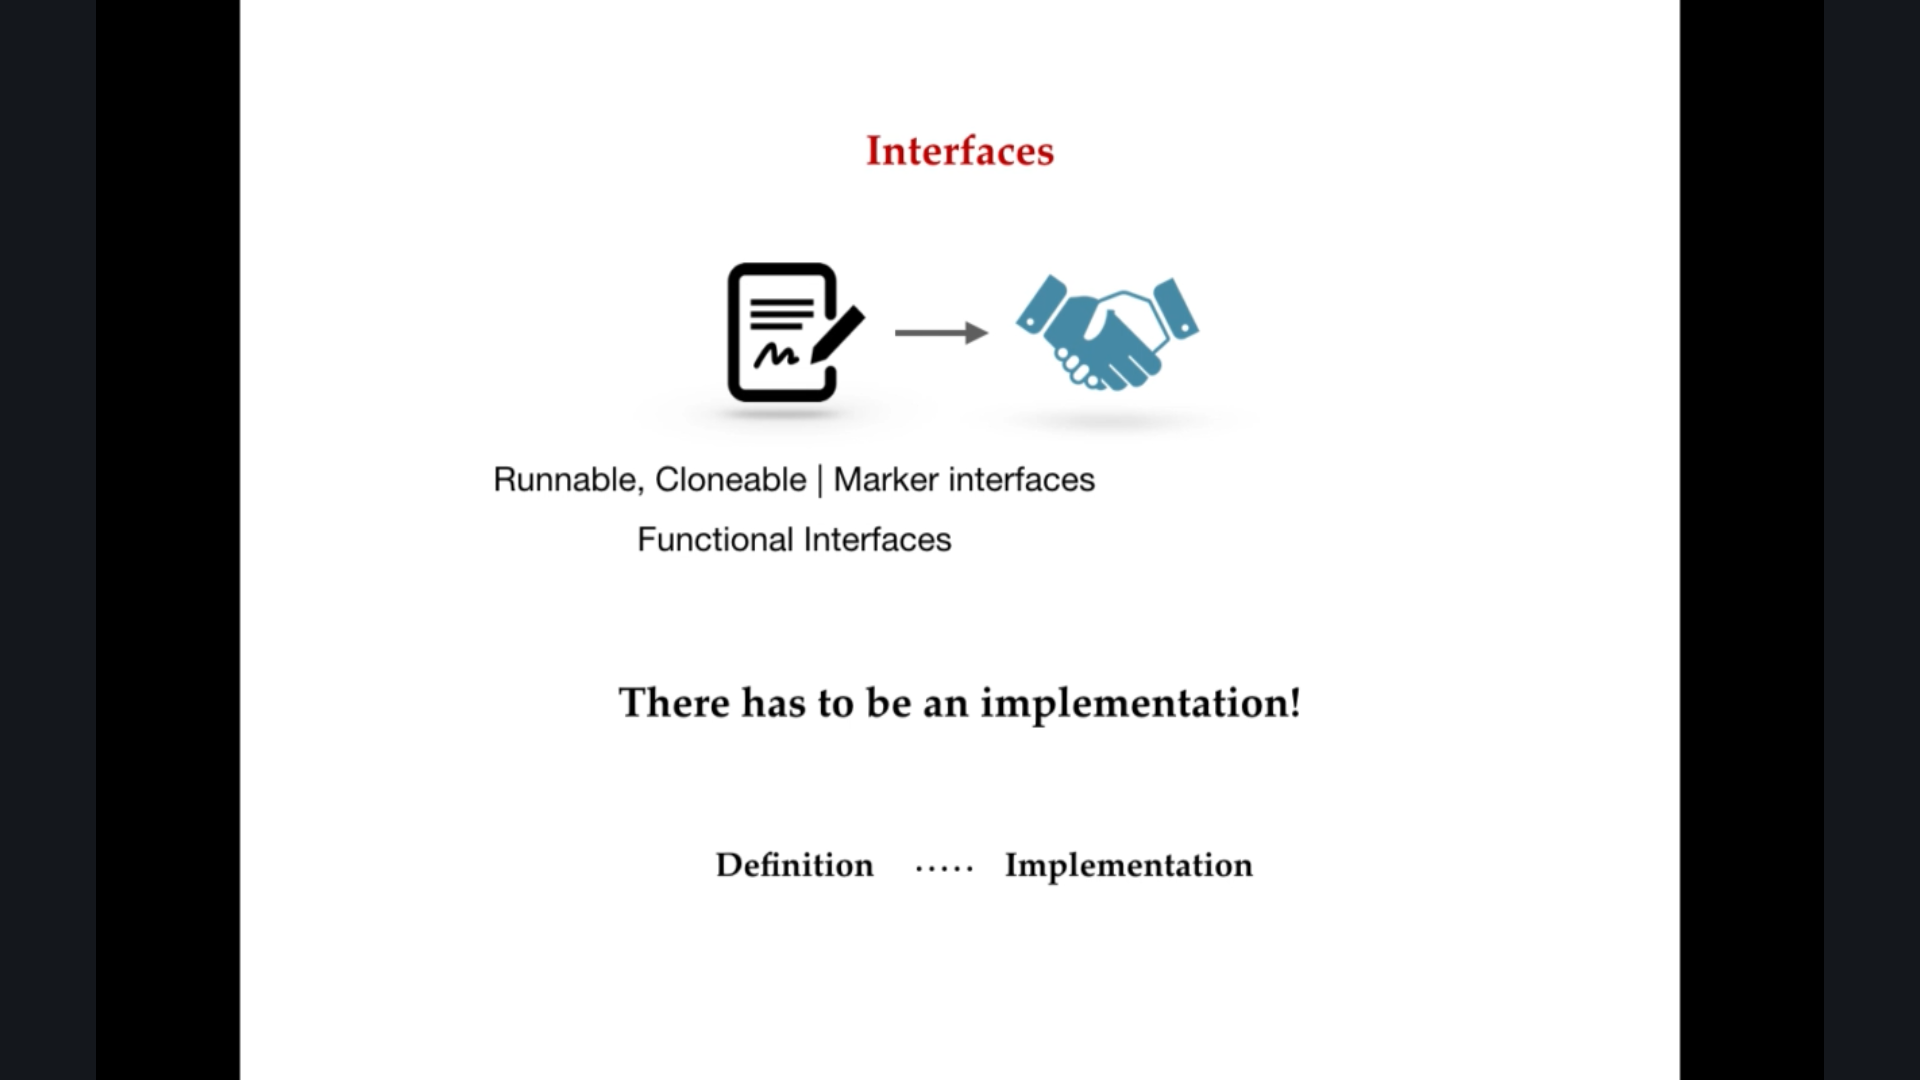 Interfaces
Runnable, Cloneable | Marker interfaces
Functional Interfaces
There has to be an implementation!
Definition ..... Implementation